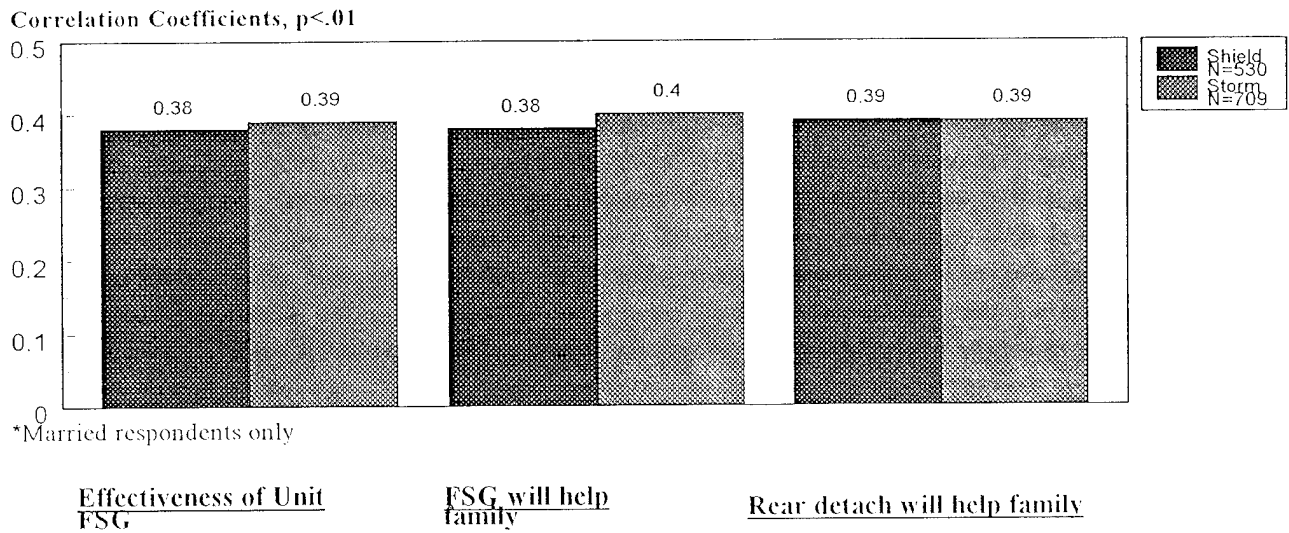 Correlation Coefficients, p<.01
0.5
0.4
0.3
0.2
0.1
0
0.38
0.39
0.38
0.4
0.39
0.39
Shield
N=530
Storm
N=709
*Married respondents only
Effectiveness of Unit
FSG
FSG will help
family
Rear detach will help family